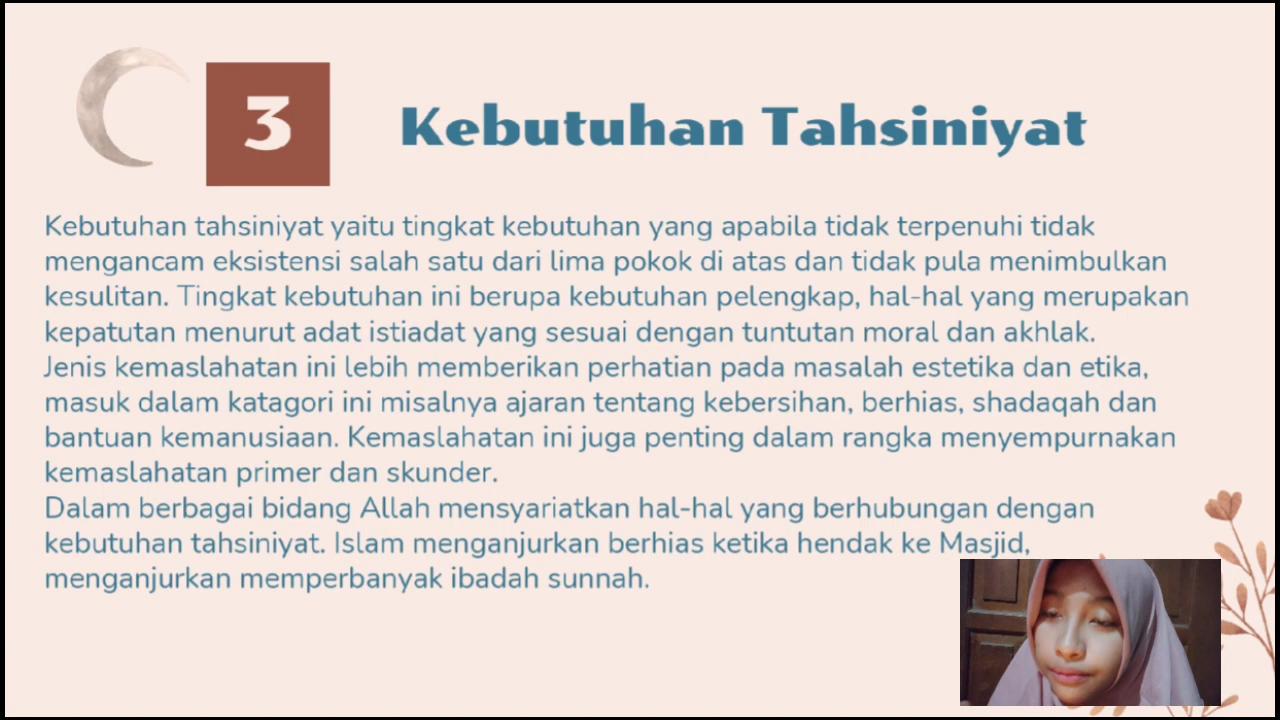 3
Kebutuhan Tahsiniyat
Kebutuhan tahsiniyat yaitu tingkat kebutuhan yang apabila tidak terpenuhi tidak
mengancam eksistensi salah satu dari lima pokok di atas dan tidak pula menimbulkan
kesulitan. Tingkat kebutuhan ini berupa kebutuhan pelengkap, hal-hal yang merupakan
kepatutan menurut adat istiadat yang sesuai dengan tuntutan moral dan akhlak.
Jenis kemaslahatan ini lebih memberikan perhatian pada masalah estetika dan etika,
masuk dalam katagori ini misalnya ajaran tentang kebersihan, berhias, shadaqah dan
bantuan kemanusiaan. Kemaslahatan ini juga penting dalam rangka menyempurnakan
kemaslahatan primer dan skunder.
Dalam berbagai bidang Allah mensyariatkan hal-hal yang berhubungan dengan
kebutuhan tahsiniyat. Islam menganjurkan berhias ketika hendak ke Masjid,
menganjurkan memperbanyak ibadah sunnah.